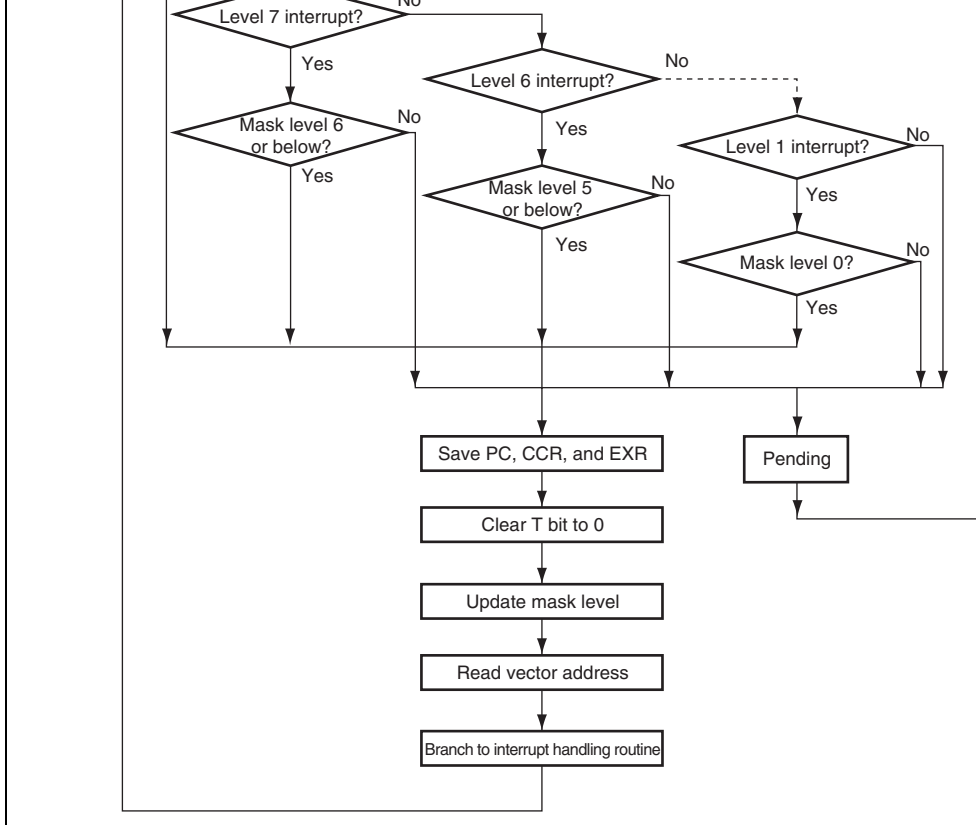 No
Level 7 interrupt?
Yes
No
Level 6 interrupt?
Mask level 6
or below?
No
Yes
Level 1 interrupt?
No
Yes
Mask level 5
or below?
No
Yes
Yes
Mask level 0?
No
Yes
Save PC, CCR, and EXR
Pending
Clear T bit to 0
Update mask level
Read vector address
Branch to interrupt handling routine